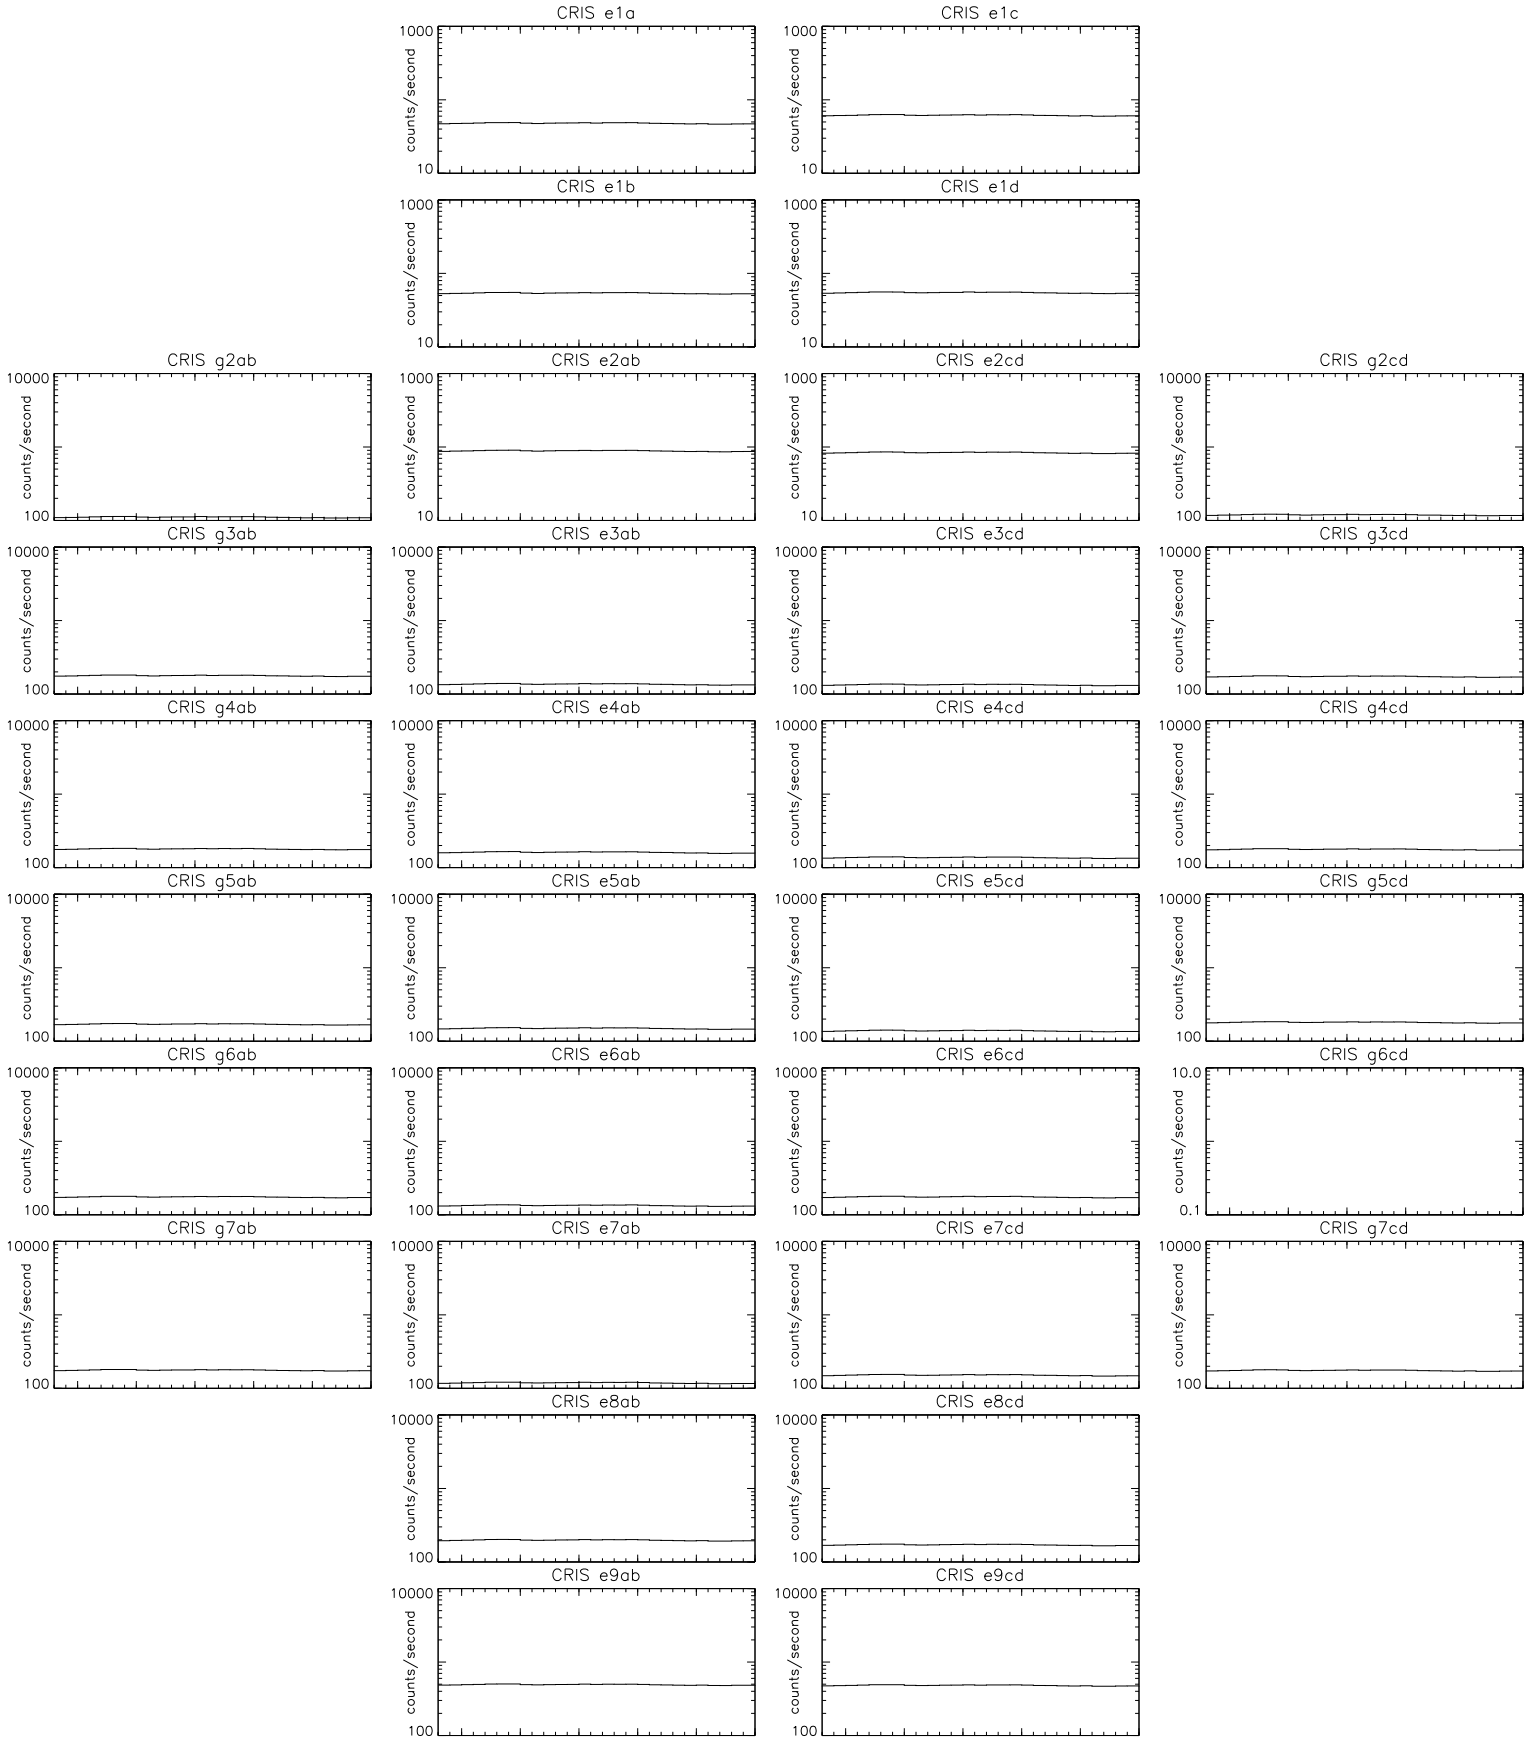 CRIS e1a
CRIS e1c
1000
counts/second
10
1000
counts/second
10
CRIS e1b
CRIS e1d
1000
counts/second
10
1000
counts/second
10
CRIS g2ab
CRIS e2ab
CRIS e2cd
CRIS g2cd
10000
counts/second
100
1000
counts/second
10
1000
counts/second
10
10000
counts/second
100
CRIS g3ab
CRIS e3ab
CRIS e3cd
CRIS g3cd
10000
counts/second
100
10000
counts/second
100
10000
counts/second
100
10000
counts/second
100
CRIS g4ab
CRIS e4ab
CRIS e4cd
CRIS g4cd
10000
counts/second
100
10000
counts/second
100
10000
counts/second
100
10000
counts/second
100
CRIS g5ab
CRIS e5ab
CRIS e5cd
CRIS g5cd
10000
counts/second
100
10000
counts/second
100
10000
counts/second
100
10000
counts/second
100
CRIS g6ab
CRIS e6ab
CRIS e6cd
CRIS g6cd
10000
counts/second
100
10000
counts/second
100
10000
counts/second
100
10.0
counts/second
0.1
CRIS g7ab
CRIS e7ab
CRIS e7cd
CRIS g7cd
10000
counts/second
100
10000
counts/second
100
10000
counts/second
100
10000
counts/second
100
CRIS e8ab
CRIS e8cd
10000
counts/second
100
10000
counts/second
100
CRIS e9ab
CRIS e9cd
10000
counts/second
100
10000
counts/second
100